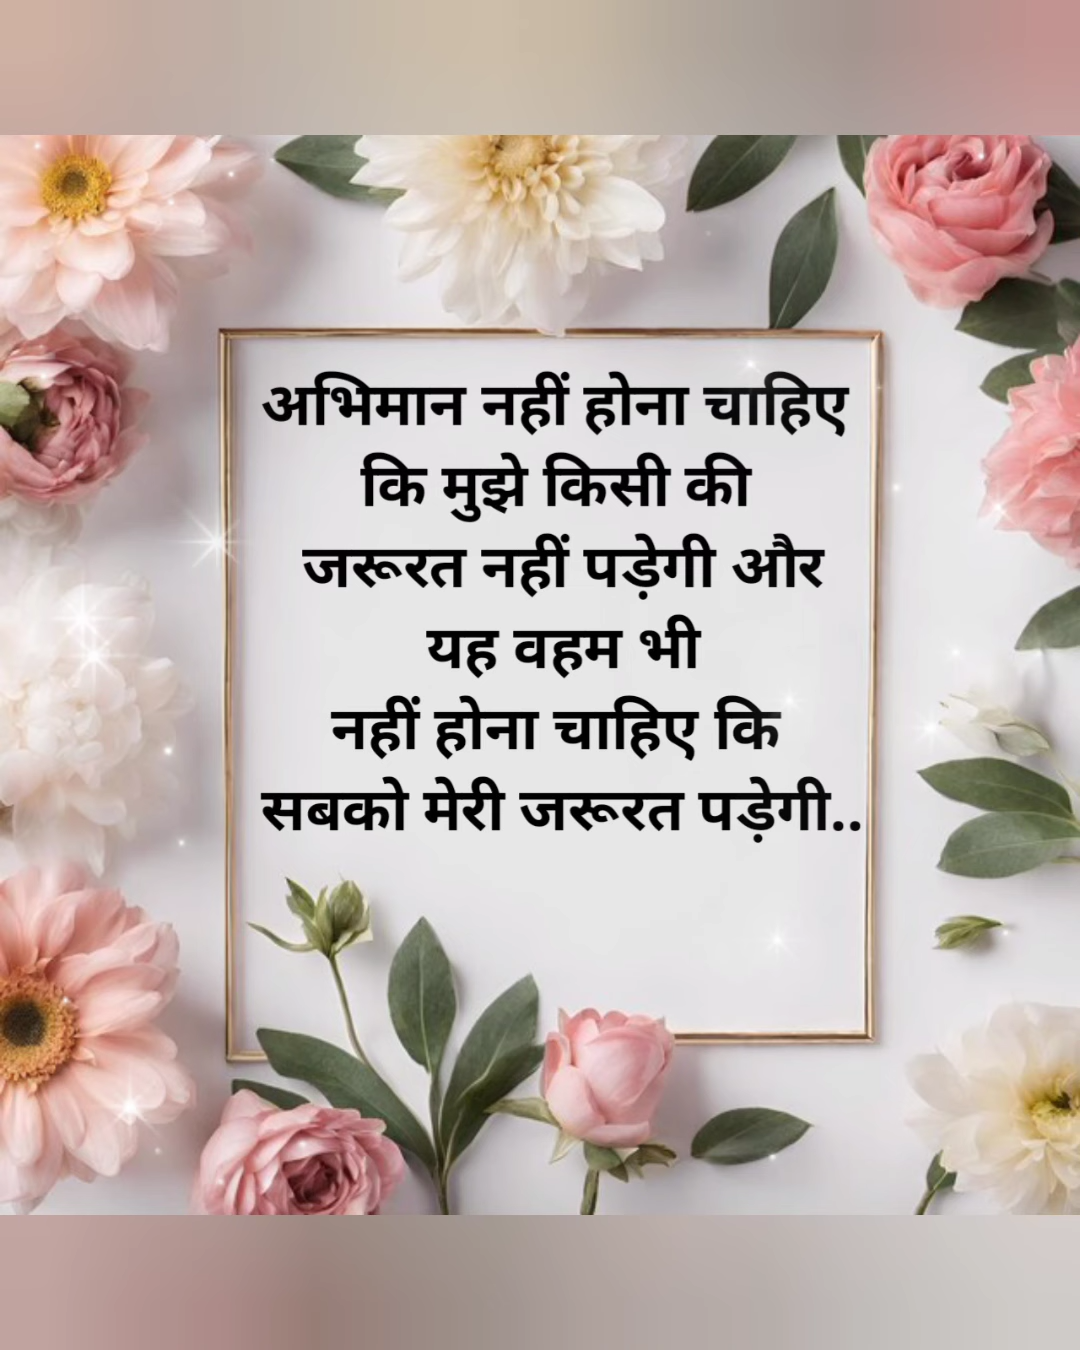 अभिमान नहीं होना चाहिए
कि मुझे किसी की
जरूरत नहीं पड़ेगी और
यह वहम भी
नहीं होना चाहिए कि
सबको मेरी जरूरत पड़ेगी..